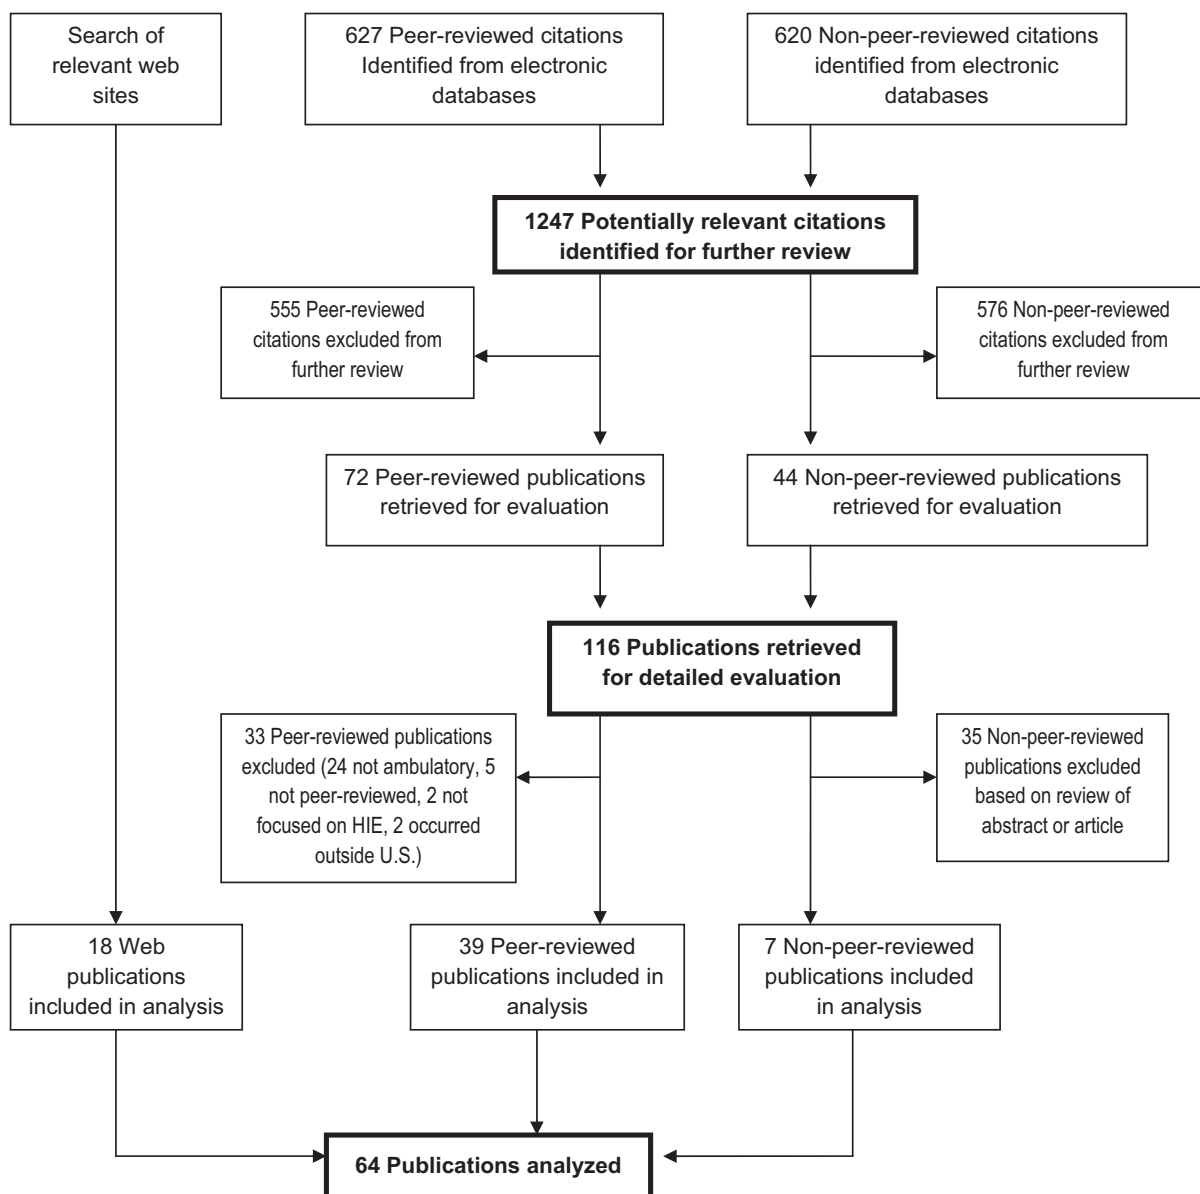 Search of
relevant web
sites
627 Peer-reviewed citations
Identified from electronic
databases
620 Non-peer-reviewed citations
identified from electronic
databases
1247 Potentially relevant citations
identified for further review
555 Peer-reviewed
citations excluded from
further review
576 Non-peer-reviewed
citations excluded from
further review
72 Peer-reviewed publications
retrieved for evaluation
44 Non-peer-reviewed publications
retrieved for evaluation
116 Publications retrieved
for detailed evaluation
33 Peer-reviewed publications
excluded (24 not ambulatory, 5
not peer-reviewed, 2 not
focused on HIE, 2 occurred
outside U.S.)
35 Non-peer-reviewed
publications excluded
based on review of
abstract or article
18 Web
publications
included in analysis
39 Peer-reviewed
publications included in
analysis
7 Non-peer-reviewed
publications included
in analysis
64 Publications analyzed